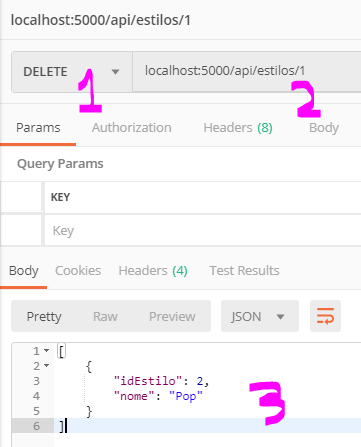 localhost:5000/api/estilos/1
DELETE localhost:5000/api/estilos/1
1 2
Params Authorization Headers (8) Body
Query Params
KEY
Key
Body Cookies Headers (4) Test Results
Pretty Raw Preview JSON
1 [
2 {
3 "idEstilo": 2,
4 "nome": "Pop"
3
5 }
6 ]